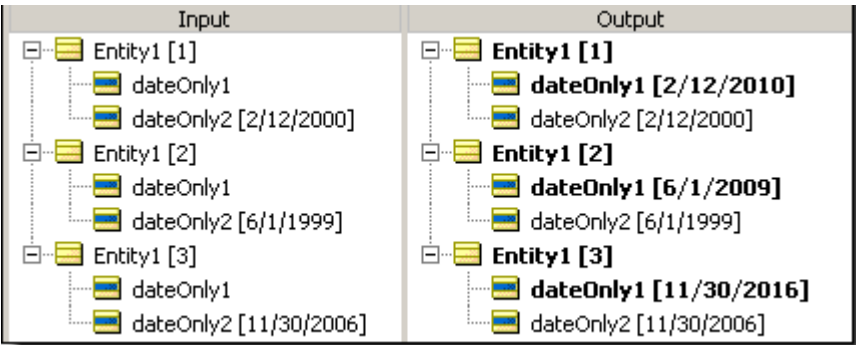 Input
Entity1 [1]
dateOnly1
dateOnly2 [2/12/2000]
Entity1 [2]
dateOnly1
dateOnly2 [6/1/1999]
Entity1 [3]
dateOnly1
dateOnly2 [11/30/2006]
Output
Entity1 [1]
dateOnly1 [2/12/2010]
dateOnly2 [2/12/2000]
Entity1 [2]
dateOnly1 [6/1/2009]
dateOnly2 [6/1/1999]
Entity1 [3]
dateOnly1 [11/30/2016]
dateOnly2 [11/30/2006]